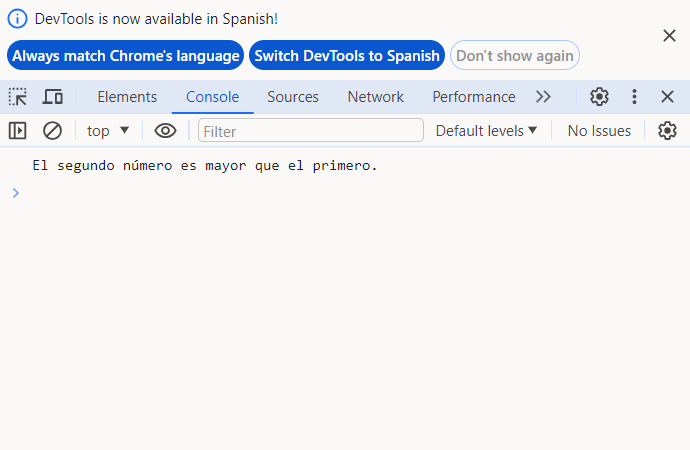 DevTools is now available in Spanish!
Always match Chrome's language Switch DevTools to Spanish Don't show again
Elements Console Sources Network Performance
top Filter Default levels No Issues
El segundo número es mayor que el primero.